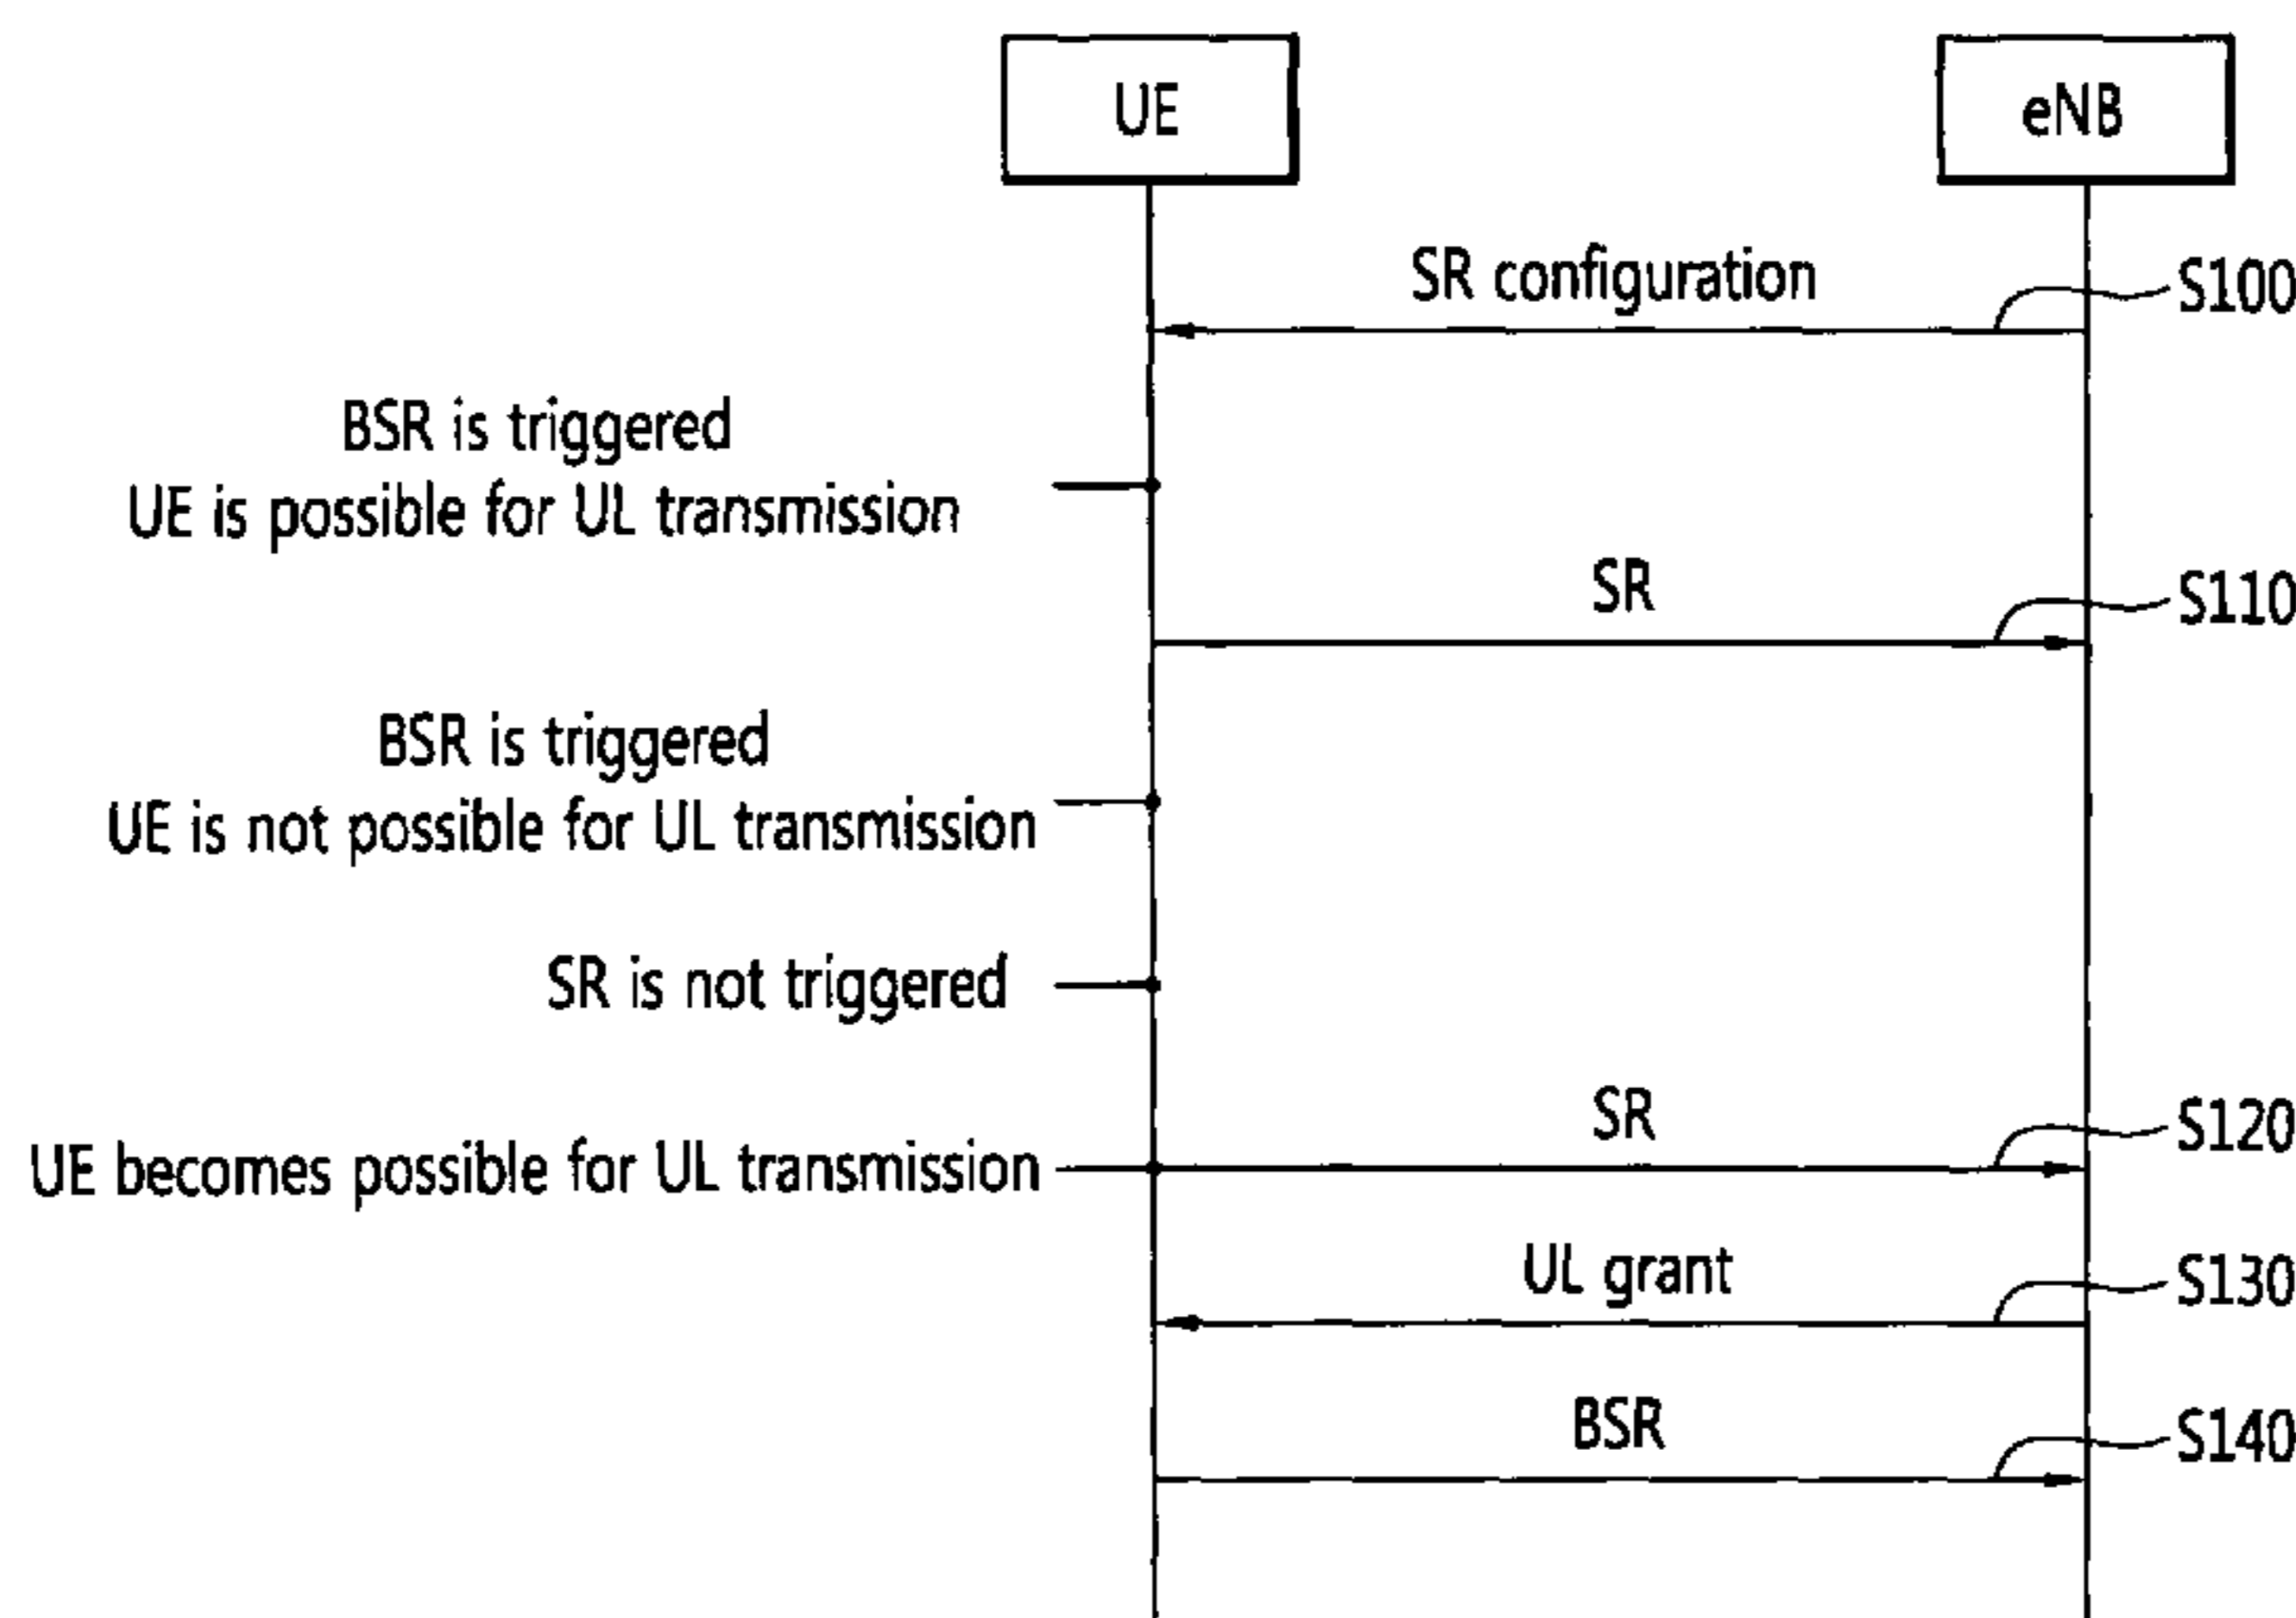 UE
eNB
SR configuration
S100
BSR is triggered
UE is possible for UL transmission
SR
S110
BSR is triggered
UE is not possible for UL transmission
SR is not triggered
SR
S120
UE becomes possible for UL transmission
UL grant
S130
BSR
S140